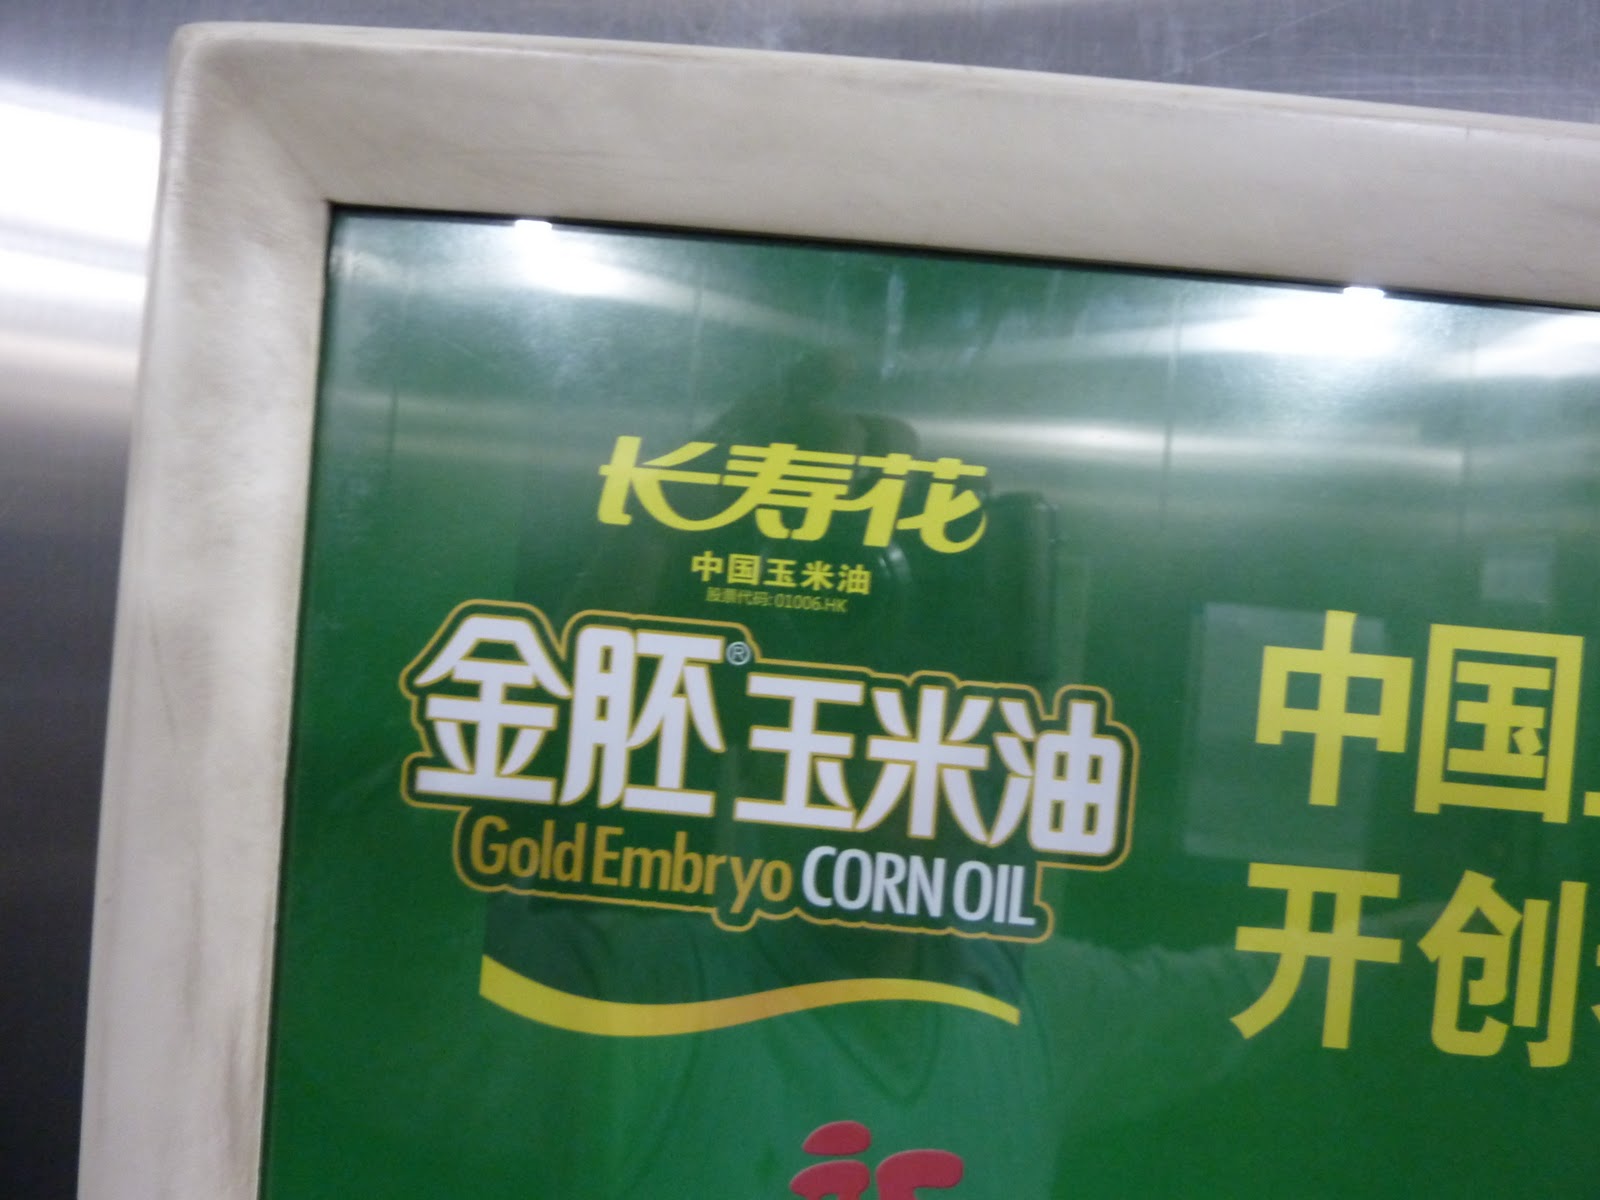 长寿花
中国玉米油
股票代码:01006.HK
金胚® 玉米油
Gold Embryo CORN OIL
中国
开创